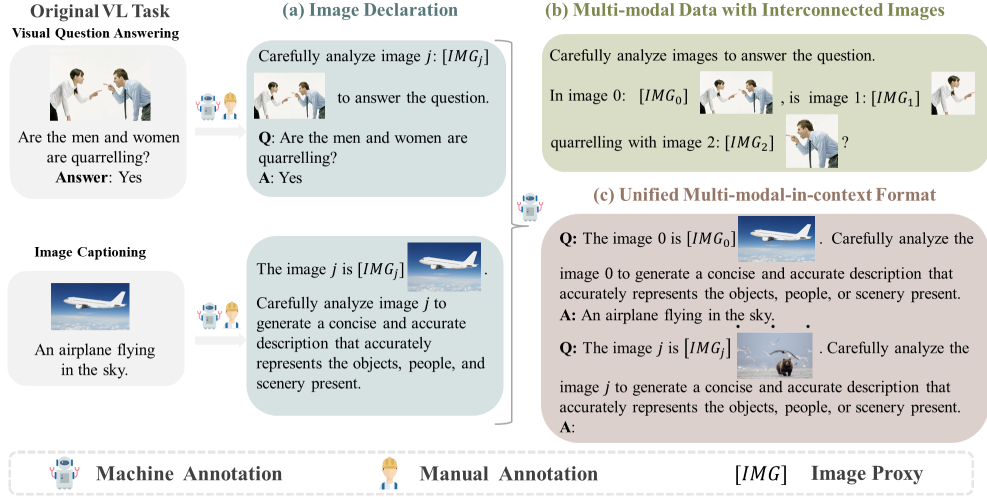 Original VL Task
Visual Question Answering
Are the men and women
are quarrelling?
Answer: Yes
Image Captioning
An airplane flying
in the sky.
(a) Image Declaration
Carefully analyze image j: [IMG_j]
to answer the question.
Q: Are the men and women are
quarrelling?
A: Yes
The image j is [IMG_j] .
Carefully analyze image j to
generate a concise and accurate
description that accurately
represents the objects, people, and
scenery present.
(b) Multi-modal Data with Interconnected Images
Carefully analyze images to answer the question.
In image 0: [IMG_0] , is image 1: [IMG_1]
quarrelling with image 2: [IMG_2] ?
(c) Unified Multi-modal-in-context Format
Q: The image 0 is [IMG_0] . Carefully analyze the
image 0 to generate a concise and accurate description that
accurately represents the objects, people, or scenery present.
A: An airplane flying in the sky.
. . .
Q: The image j is [IMG_j] . Carefully analyze the
image j to generate a concise and accurate description that
accurately represents the objects, people, or scenery present.
A:
Machine Annotation
Manual Annotation
[IMG] Image Proxy